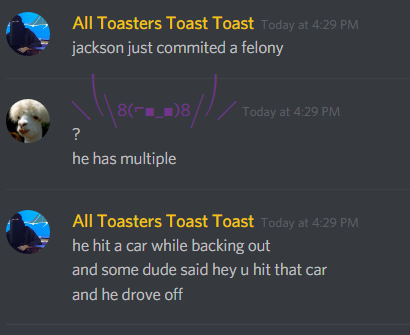 All Toasters Toast Toast Today at 4:29 PM
jackson just commited a felony
\⎝⧹8(⌐■_■)8⧸⎠/ Today at 4:29 PM
?
he has multiple
All Toasters Toast Toast Today at 4:29 PM
he hit a car while backing out
and some dude said hey u hit that car
and he drove off